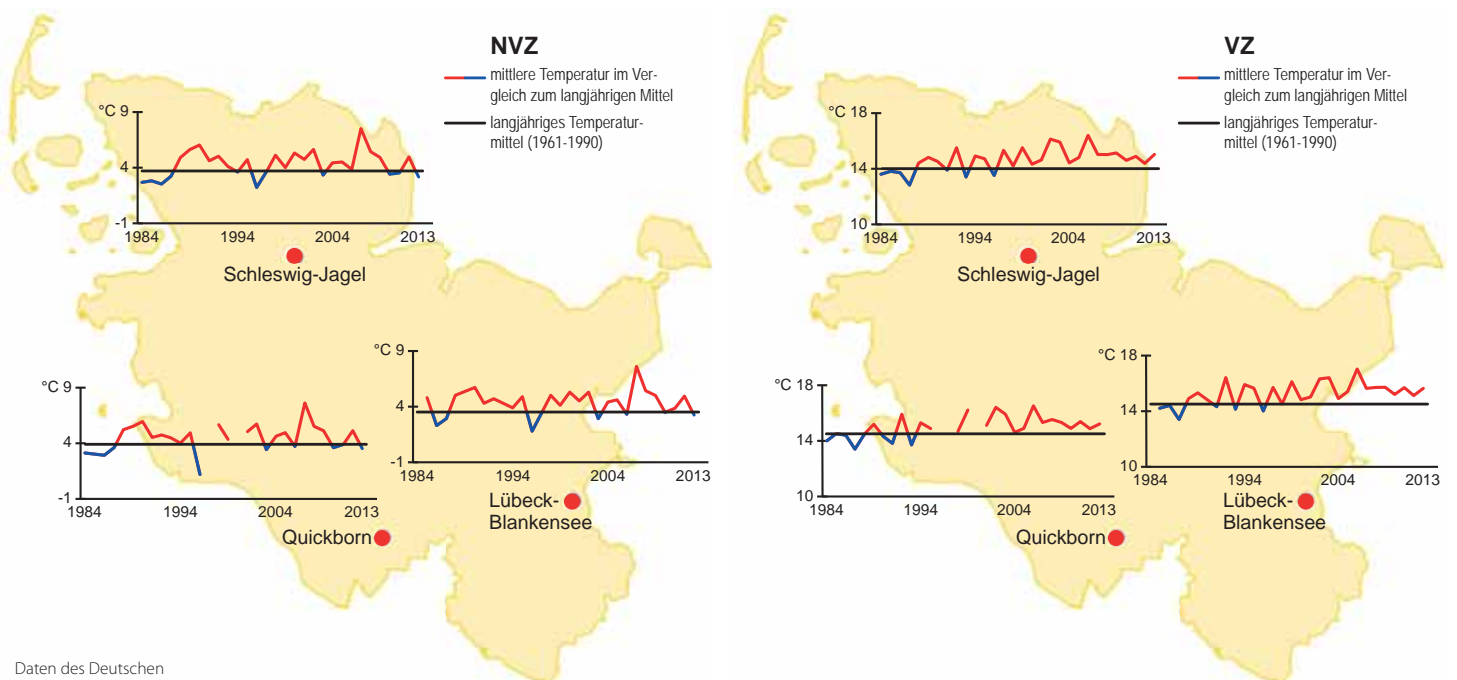 NVZ
mittlere Temperatur im Ver-
gleich zum langjährigen Mittel
langjähriges Temperatur-
mittel (1961-1990)
°C 9
4
-1
1984 1994 2004 2013
Schleswig-Jagel
°C 9
4
-1
1984 1994 2004 2013
Lübeck-
Blankensee
°C 9
4
-1
1984 1994 2004 2013
Quickborn
Daten des Deutschen
VZ
mittlere Temperatur im Ver-
gleich zum langjährigen Mittel
langjähriges Temperatur-
mittel (1961-1990)
°C 18
14
10
1984 1994 2004 2013
Schleswig-Jagel
°C 18
14
10
1984 1994 2004 2013
Lübeck-
Blankensee
°C 18
14
10
1984 1994 2004 2013
Quickborn